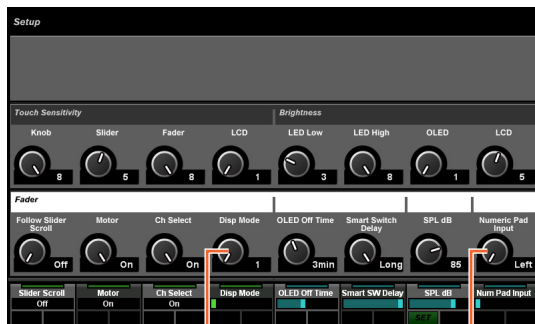 Setup
Touch Sensitivity Brightness
Knob Slider Fader LCD LED Low LED High OLED LCD
8 5 8 1 3 8 1 5
Fader
Follow Slider Scroll Motor Ch Select Disp Mode OLED Off Time Smart Switch Delay SPL dB Numeric Pad Input
Off On On 1 3min Long 85 Left
Slider Scroll Motor Ch Select Disp Mode OLED Off Time Smart SW Delay SPL dB Num Pad Input
Off On On
SET